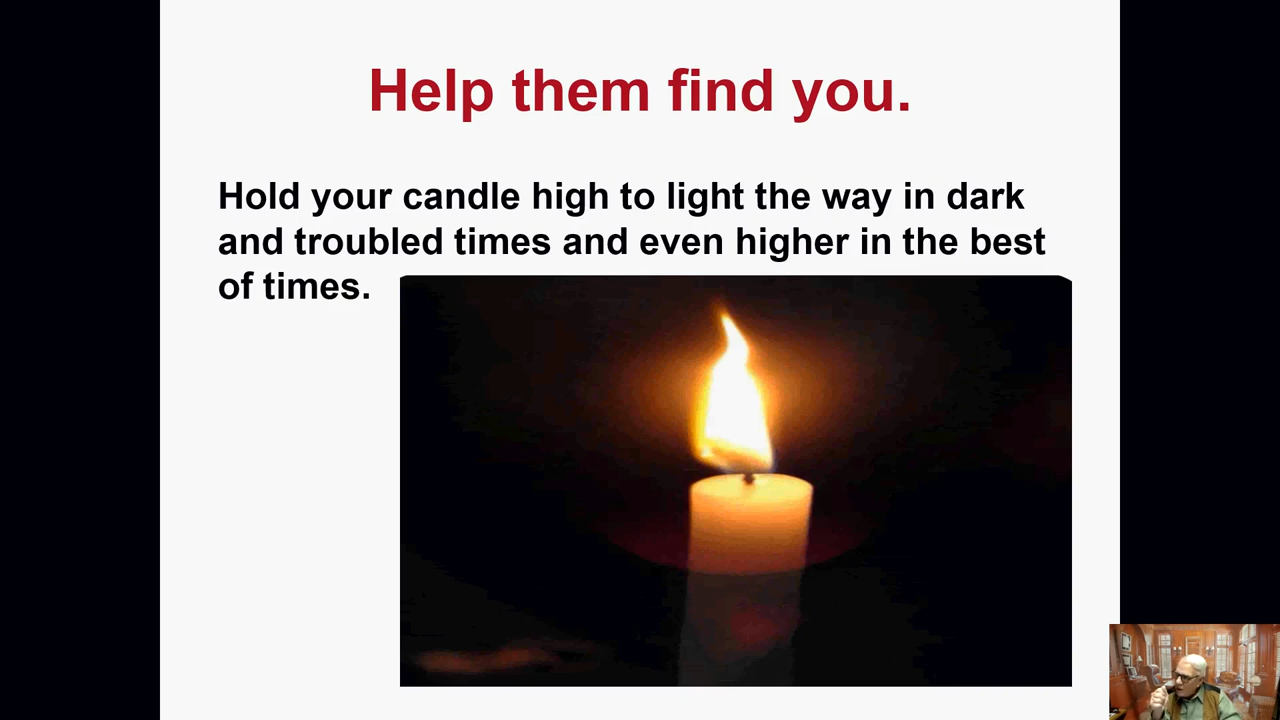 Help them find you.
Hold your candle high to light the way in dark
and troubled times and even higher in the best
of times.